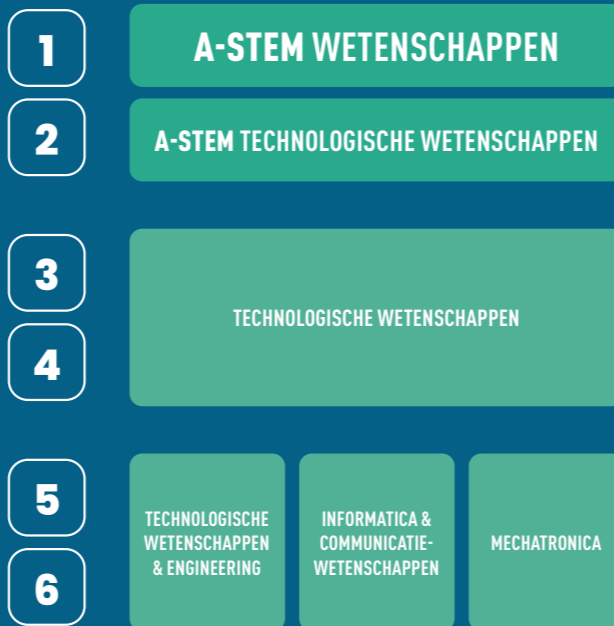 1
A-STEM WETENSCHAPPEN
2
A-STEM TECHNOLOGISCHE WETENSCHAPPEN
3
4
TECHNOLOGISCHE WETENSCHAPPEN
5
6
TECHNOLOGISCHE
WETENSCHAPPEN
& ENGINEERING
INFORMATICA &
COMMUNICATIE-
WETENSCHAPPEN
MECHATRONICA